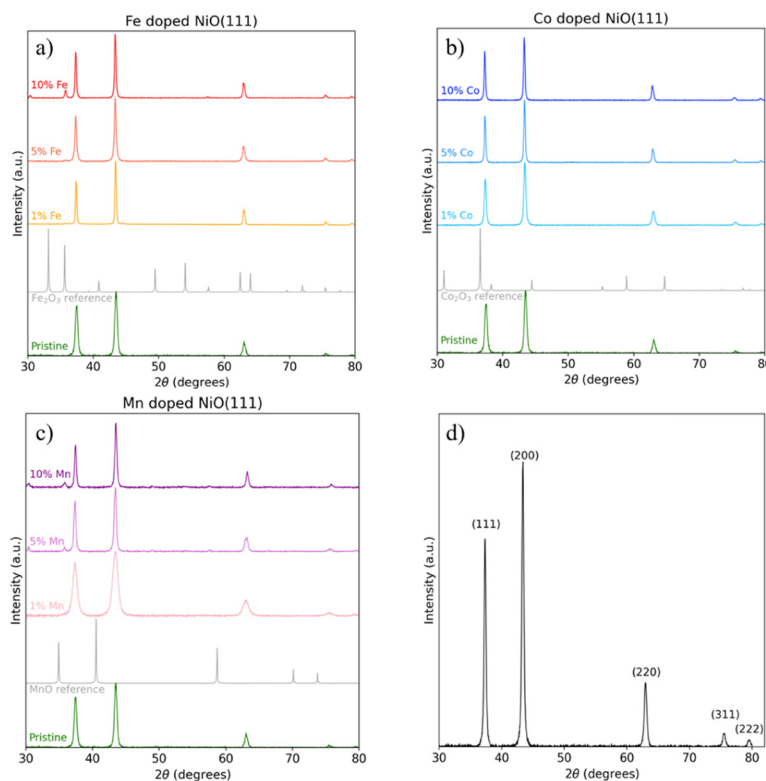 Fe doped NiO(111)
a)
10% Fe
5% Fe
1% Fe
Fe₂O₃ reference
Pristine
Intensity (a.u.)
30 40 50 60 70 80
2θ (degrees)
Co doped NiO(111)
b)
10% Co
5% Co
1% Co
Co₂O₃ reference
Pristine
Intensity (a.u.)
30 40 50 60 70 80
2θ (degrees)
Mn doped NiO(111)
c)
10% Mn
5% Mn
1% Mn
MnO reference
Pristine
Intensity (a.u.)
30 40 50 60 70 80
2θ (degrees)
d)
(200)
(111)
(220)
(311)
(222)
Intensity (a.u.)
30 40 50 60 70 80
2θ (degrees)